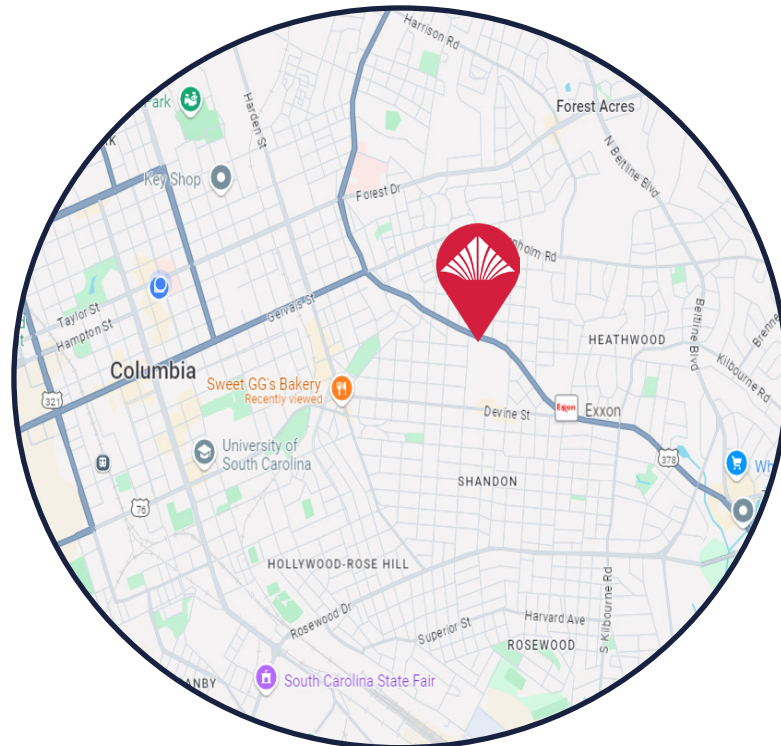 Harrison Rd
Forest Acres
Harden St
Park
N Beltline Blvd
Key Shop
Forest Dr
Taylor St
Hampton St
Gervais St
Columbia
321
HEATHWOOD
Beltline Blvd
Kilbourne Rd
Sweet GG's Bakery
Recently viewed
Devine St
Exxon
Exxon
University of
South Carolina
378
SHANDON
76
HOLLYWOOD-ROSE HILL
Rosewood Dr
Superior St
Harvard Ave
S Kilbourne Rd
ROSEWOOD
South Carolina State Fair